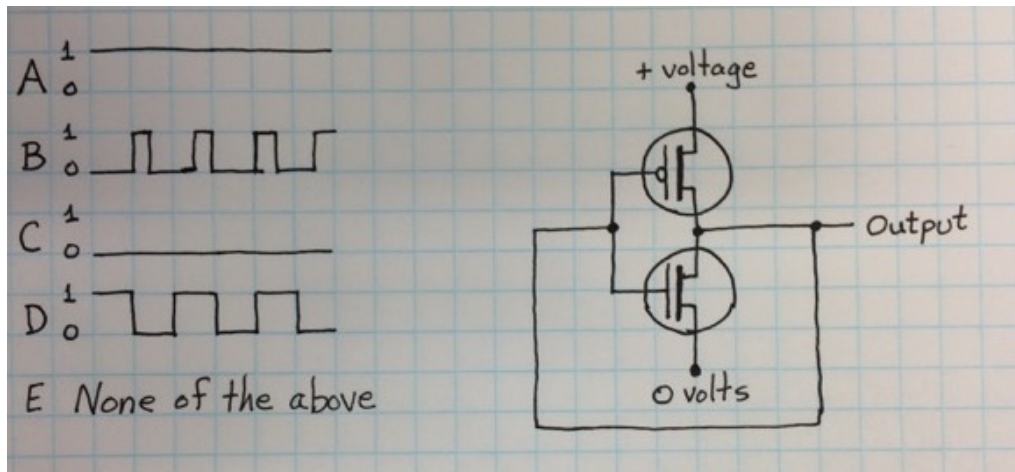 A 1
0
B 1
0
C 1
0
D 1
0
E None of the above
+ voltage
Output
0 volts